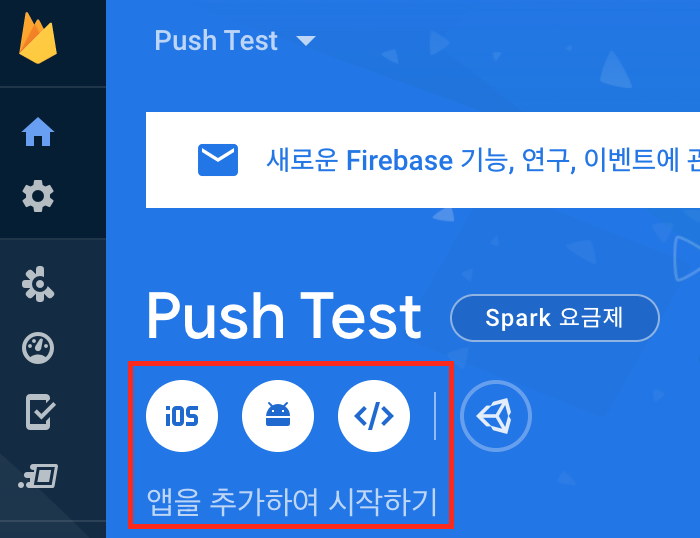 Push Test
새로운 Firebase 기능, 연구, 이벤트에
Push Test
Spark 요금제
iOS
</>
앱을 추가하여 시작하기